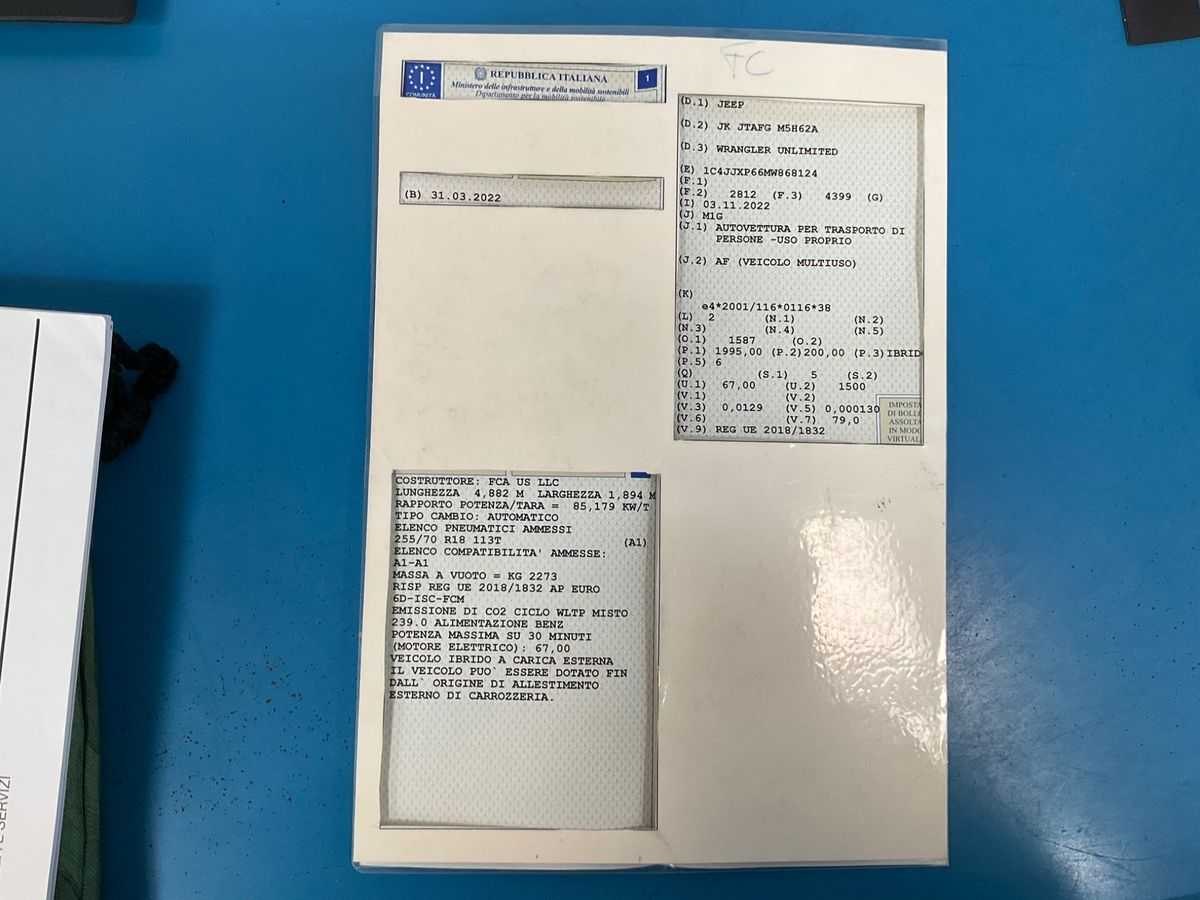 FC
REPUBBLICA ITALIANA
1
Ministero delle infrastrutture e della mobilità sostenibili
Dipartimento per la mobilità sostenibile
I
(B) 31.03.2022
(D.1) JEEP
(D.2) JK JTAFG M5H62A
(D.3) WRANGLER UNLIMITED
(E) 1C4JJXP66MW868124
(F.1)
(F.2) 2812 (F.3) 4399 (G)
(I) 03.11.2022
(J) M1G
(J.1) AUTOVETTURA PER TRASPORTO DI
PERSONE -USO PROPRIO
(J.2) AF (VEICOLO MULTIUSO)
(K)
e4*2001/116*0116*38
(L) 2 (N.1) (N.2)
(N.3) (N.4) (N.5)
(O.1) 1587 (O.2)
(P.1) 1995,00 (P.2)200,00 (P.3)IBRID
(P.5) 6
(Q) (S.1) 5 (S.2)
(U.1) 67,00 (U.2) 1500
(V.1) (V.2)
(V.3) 0,0129 (V.5) 0,000130
(V.6) (V.7) 79,0
(V.9) REG UE 2018/1832
IMPOSTA
DI BOLL
ASSOLTA
IN MODO
VIRTUAL
COSTRUTTORE: FCA US LLC
LUNGHEZZA 4,882 M LARGHEZZA 1,894 M
RAPPORTO POTENZA/TARA = 85,179 KW/T
TIPO CAMBIO: AUTOMATICO
ELENCO PNEUMATICI AMMESSI
255/70 R18 113T (A1)
ELENCO COMPATIBILITA' AMMESSE:
A1-A1
MASSA A VUOTO = KG 2273
RISP REG UE 2018/1832 AP EURO
6D-ISC-FCM
EMISSIONE DI CO2 CICLO WLTP MISTO
239.0 ALIMENTAZIONE BENZ
POTENZA MASSIMA SU 30 MINUTI
(MOTORE ELETTRICO): 67,00
VEICOLO IBRIDO A CARICA ESTERNA
IL VEICOLO PUO` ESSERE DOTATO FIN
DALL` ORIGINE DI ALLESTIMENTO
ESTERNO DI CARROZZERIA.
E SERVIZI